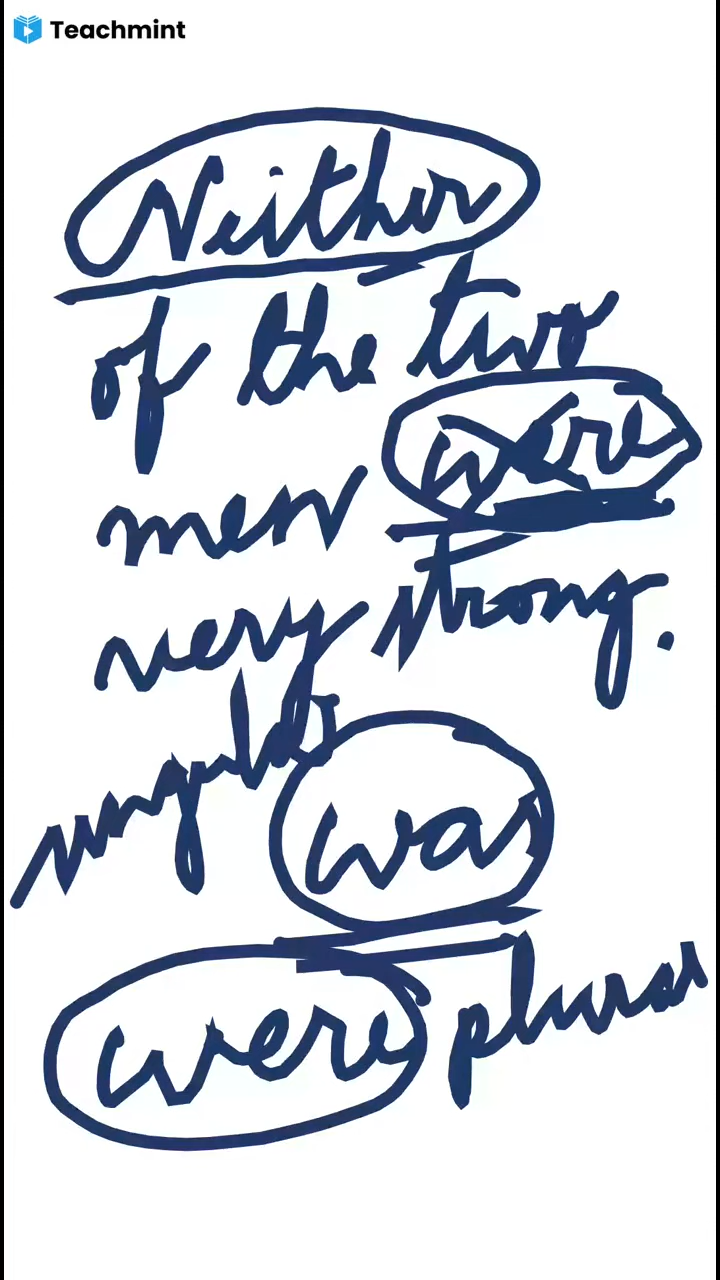 Teachmint
Neither
of the two
men were
very strong.
singular was
were plural